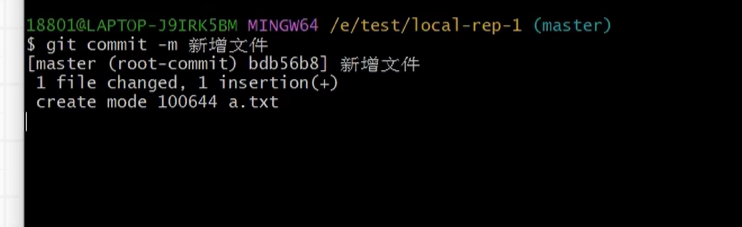 18801@LAPTOP-J9IRK5BM MINGW64 /e/test/local-rep-1 (master)
$ git commit -m 新增文件
[master (root-commit) bdb56b8] 新增文件
1 file changed, 1 insertion(+)
create mode 100644 a.txt